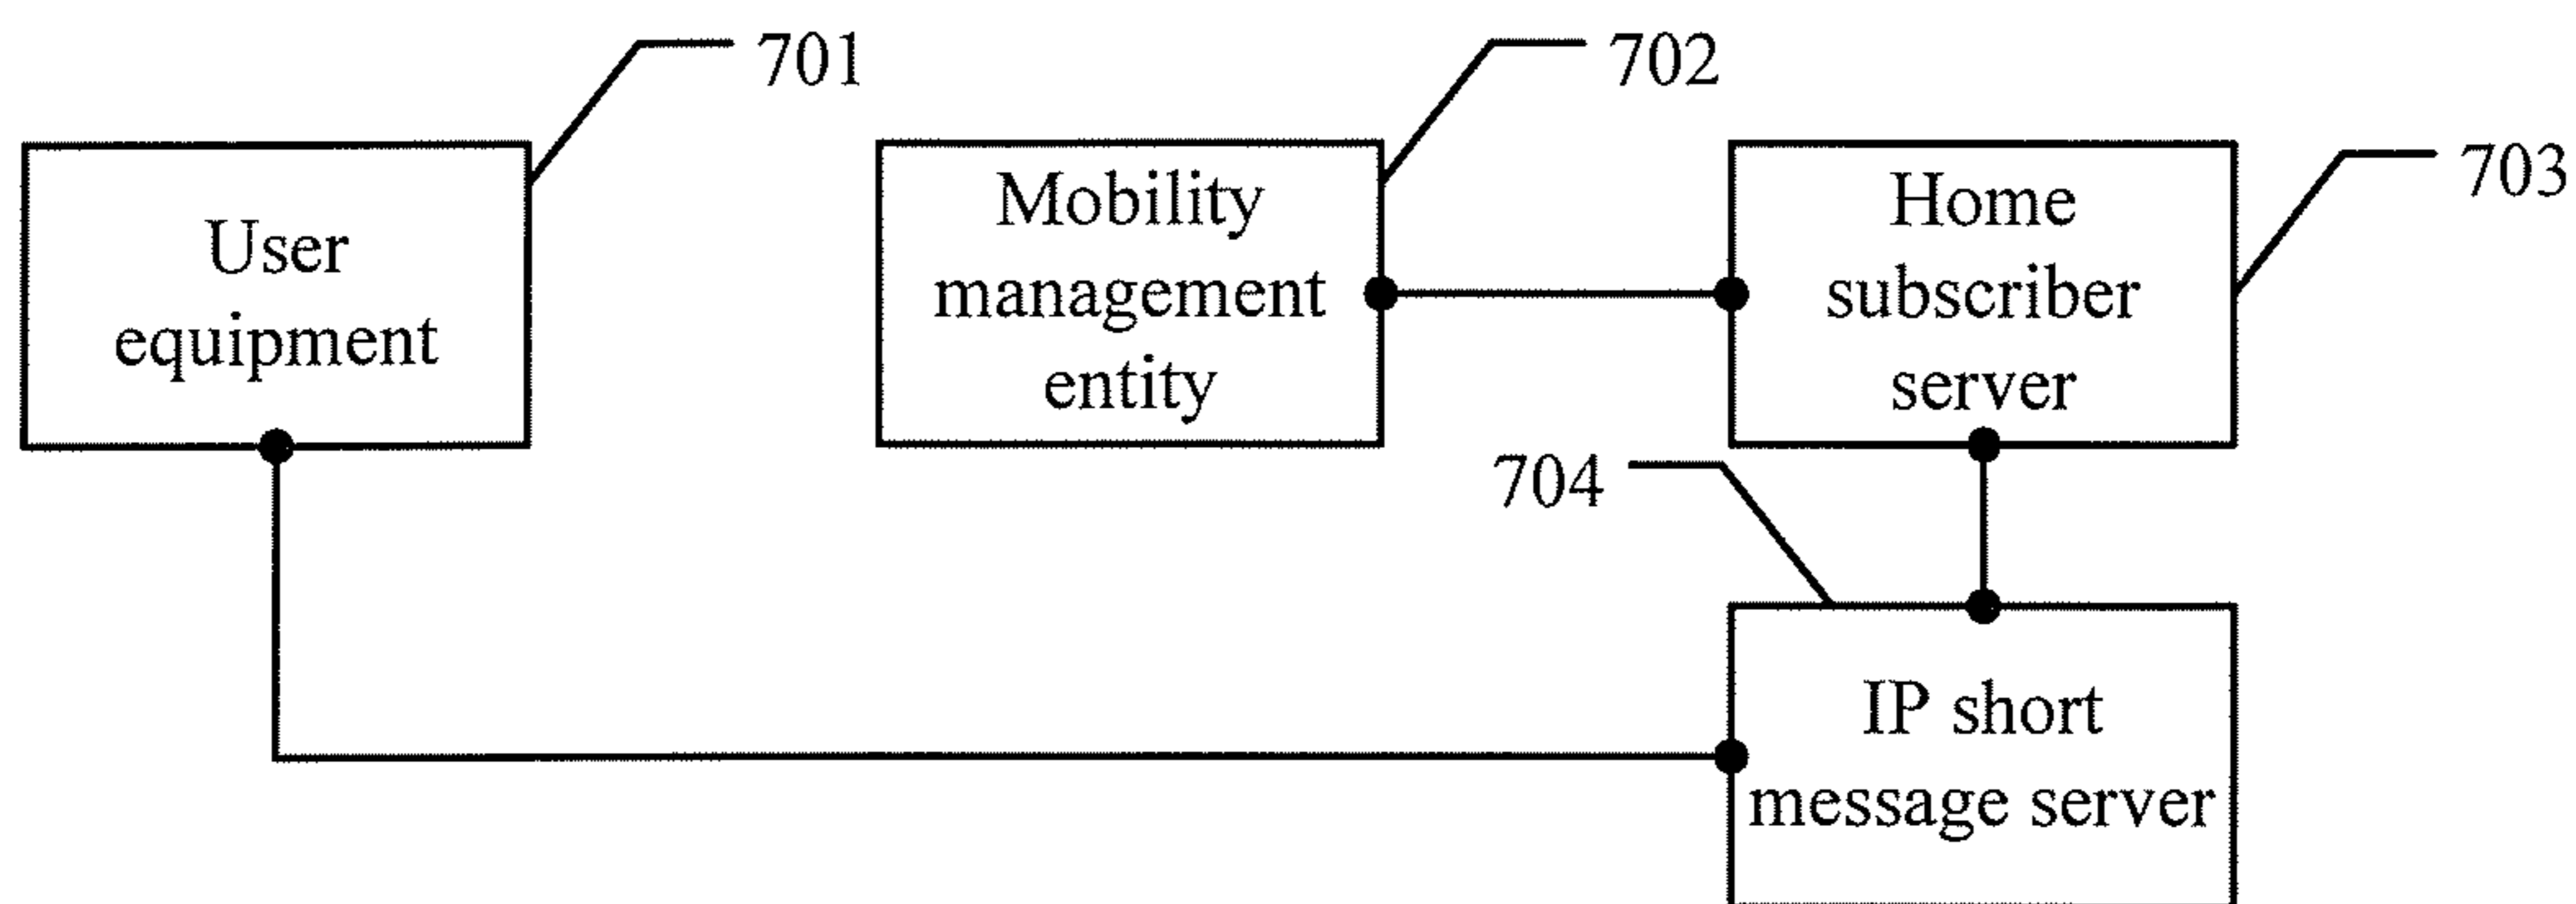 701
702
703
User
equipment
Mobility
management
entity
Home
subscriber
server
704
IP short
message server